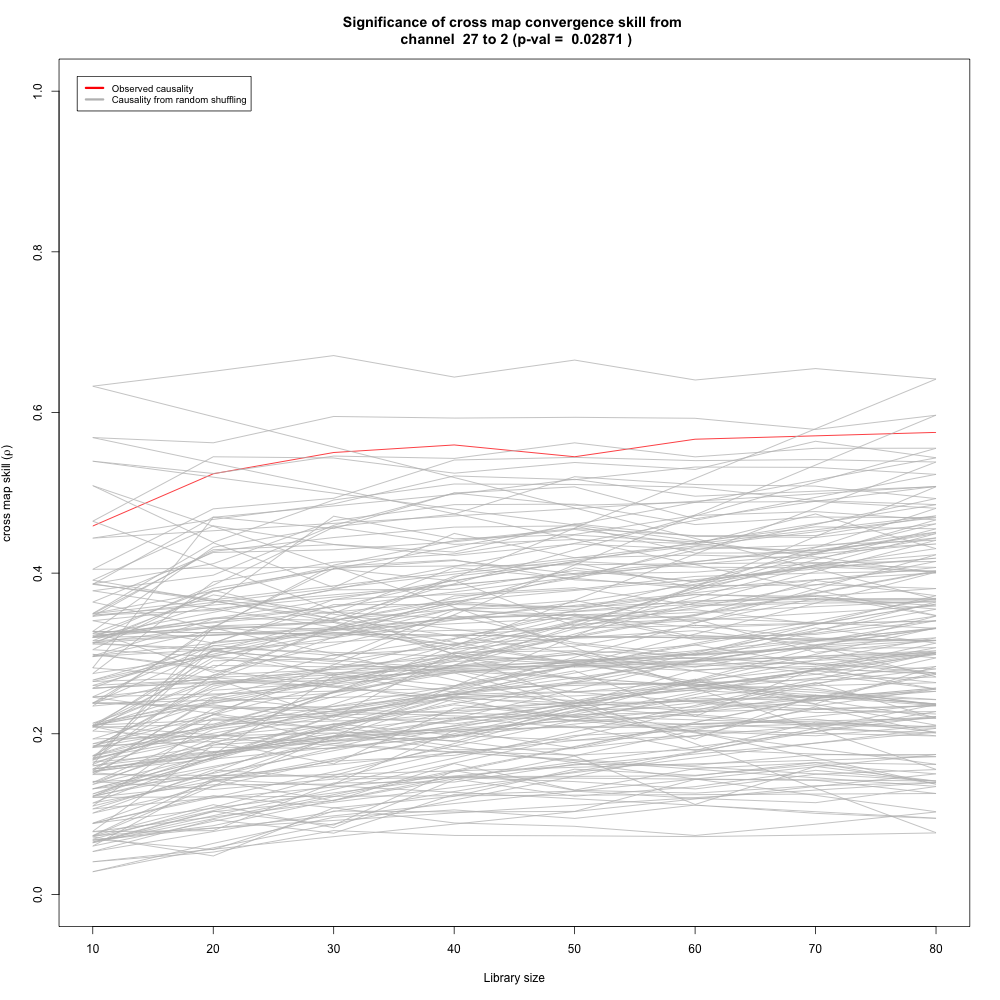 Significance of cross map convergence skill from
channel  27 to 2 (p-val =  0.02871 )
Observed causality
Causality from random shuffling
cross map skill (ρ)
1.0
0.8
0.6
0.4
0.2
0.0
10 20 30 40 50 60 70 80
Library size